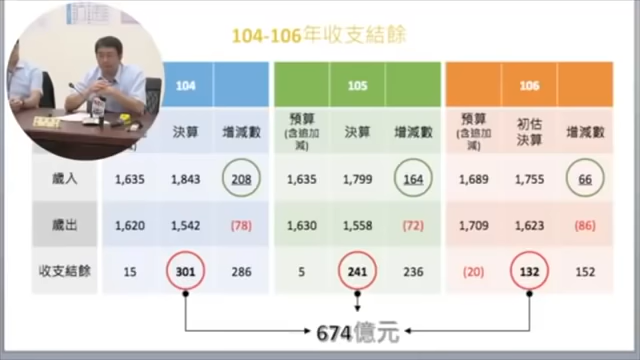 104-106年收支結餘
104 105 106
決算 增減數 預算(含追加減) 決算 增減數 預算(含追加減) 初估決算 增減數
歲入 1,635 1,843 208 1,635 1,799 164 1,689 1,755 66
歲出 1,620 1,542 (78) 1,630 1,558 (72) 1,709 1,623 (86)
收支結餘 15 301 286 5 241 236 (20) 132 152
674億元